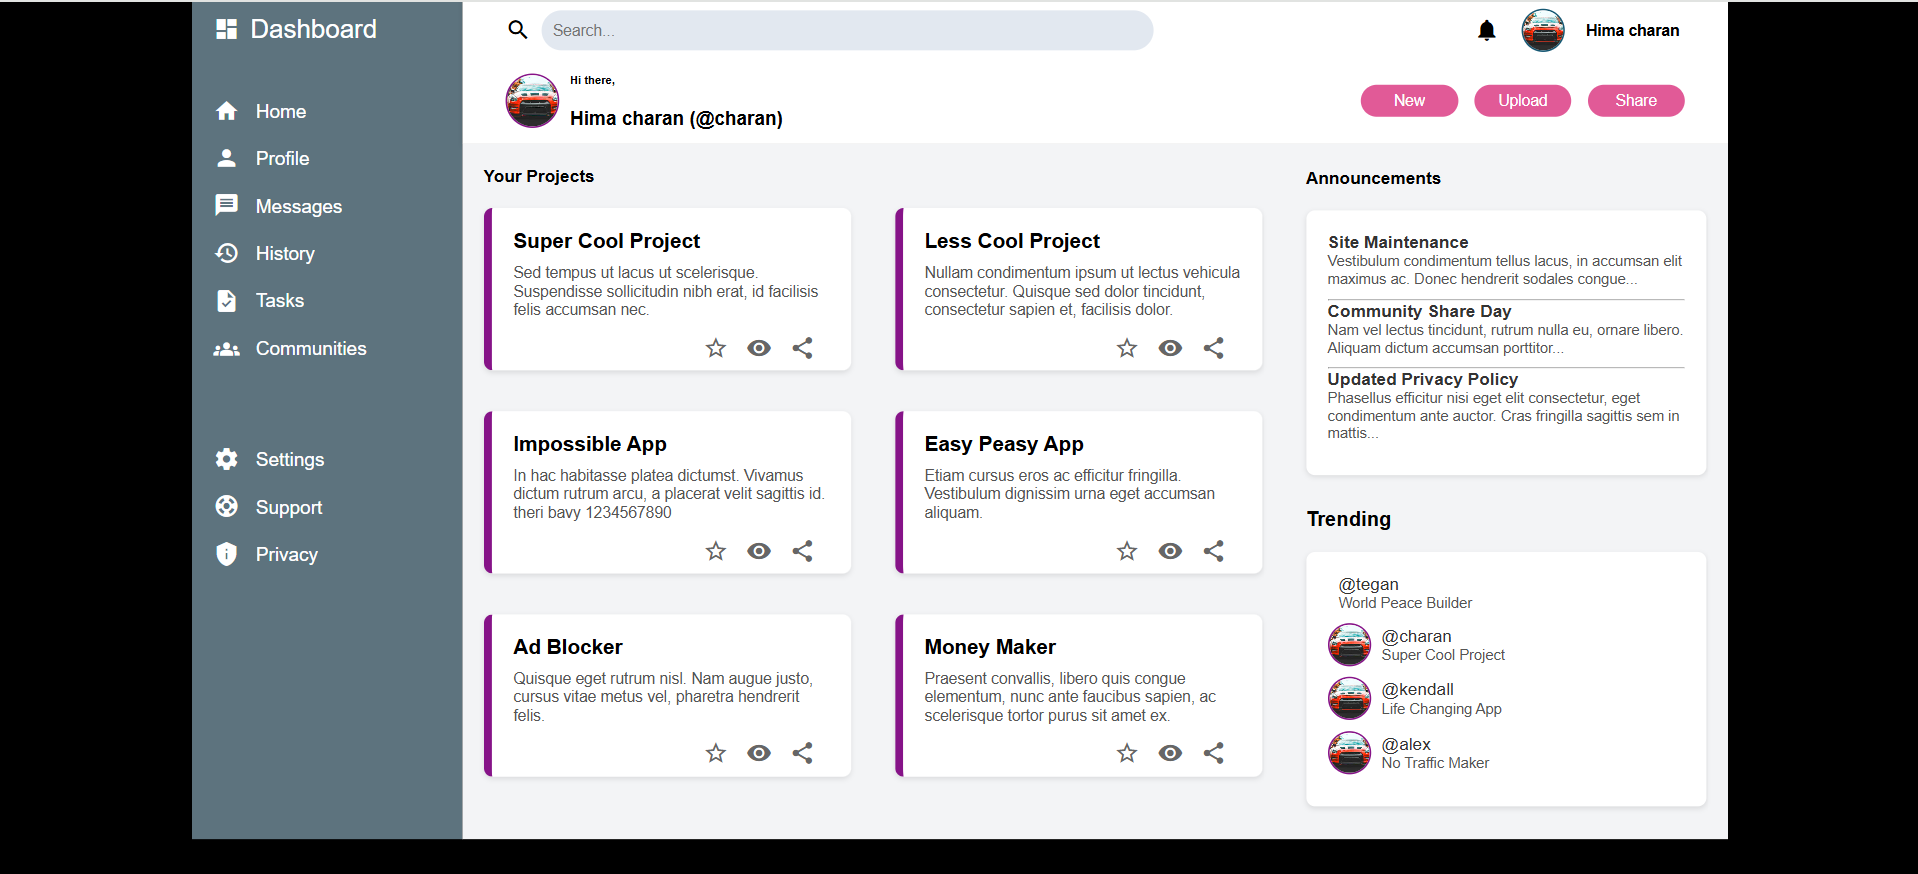 Dashboard
Home
Profile
Messages
History
Tasks
Communities
Settings
Support
Privacy
Search...
Hima charan
Hi there,
Hima charan (@charan)
New
Upload
Share
Your Projects
Super Cool Project
Sed tempus ut lacus ut scelerisque.
Suspendisse sollicitudin nibh erat, id facilisis
felis accumsan nec.
Less Cool Project
Nullam condimentum ipsum ut lectus vehicula
consectetur. Quisque sed dolor tincidunt,
consectetur sapien et, facilisis dolor.
Impossible App
In hac habitasse platea dictumst. Vivamus
dictum rutrum arcu, a placerat velit sagittis id.
theri bavy 1234567890
Easy Peasy App
Etiam cursus eros ac efficitur fringilla.
Vestibulum dignissim urna eget accumsan
aliquam.
Ad Blocker
Quisque eget rutrum nisl. Nam augue justo,
cursus vitae metus vel, pharetra hendrerit
felis.
Money Maker
Praesent convallis, libero quis congue
elementum, nunc ante faucibus sapien, ac
scelerisque tortor purus sit amet ex.
Announcements
Site Maintenance
Vestibulum condimentum tellus lacus, in accumsan elit
maximus ac. Donec hendrerit sodales congue...
Community Share Day
Nam vel lectus tincidunt, rutrum nulla eu, ornare libero.
Aliquam dictum accumsan porttitor...
Updated Privacy Policy
Phasellus efficitur nisi eget elit consectetur, eget
condimentum ante auctor. Cras fringilla sagittis sem in
mattis...
Trending
@tegan
World Peace Builder
@charan
Super Cool Project
@kendall
Life Changing App
@alex
No Traffic Maker